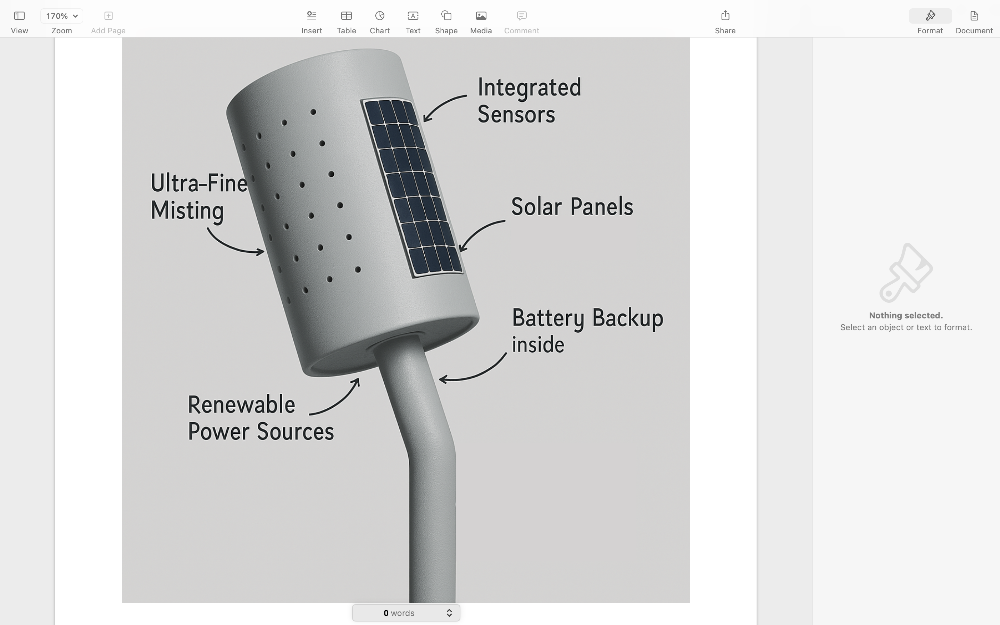 170%
View
Zoom
Add Page
Insert
Table
Chart
Text
Shape
Media
Comment
Share
Format
Document
Integrated
Sensors
Ultra-Fine
Misting
Solar Panels
Battery Backup
inside
Renewable
Power Sources
Nothing selected.
Select an object or text to format.
0 words